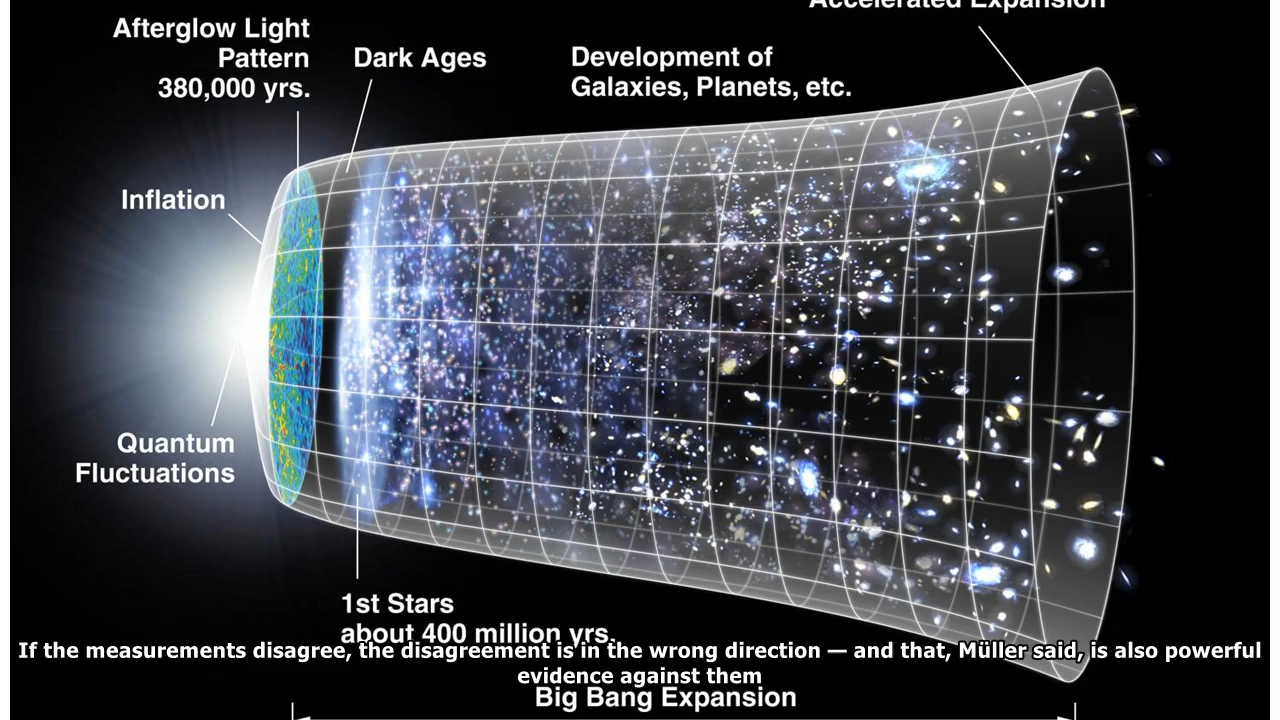 Accelerated Expansion
Afterglow Light
Pattern
380,000 yrs.
Dark Ages
Development of
Galaxies, Planets, etc.
Inflation
Quantum
Fluctuations
1st Stars
about 400 million yrs.
If the measurements disagree, the disagreement is in the wrong direction — and that, Müller said, is also powerful
evidence against them
Big Bang Expansion